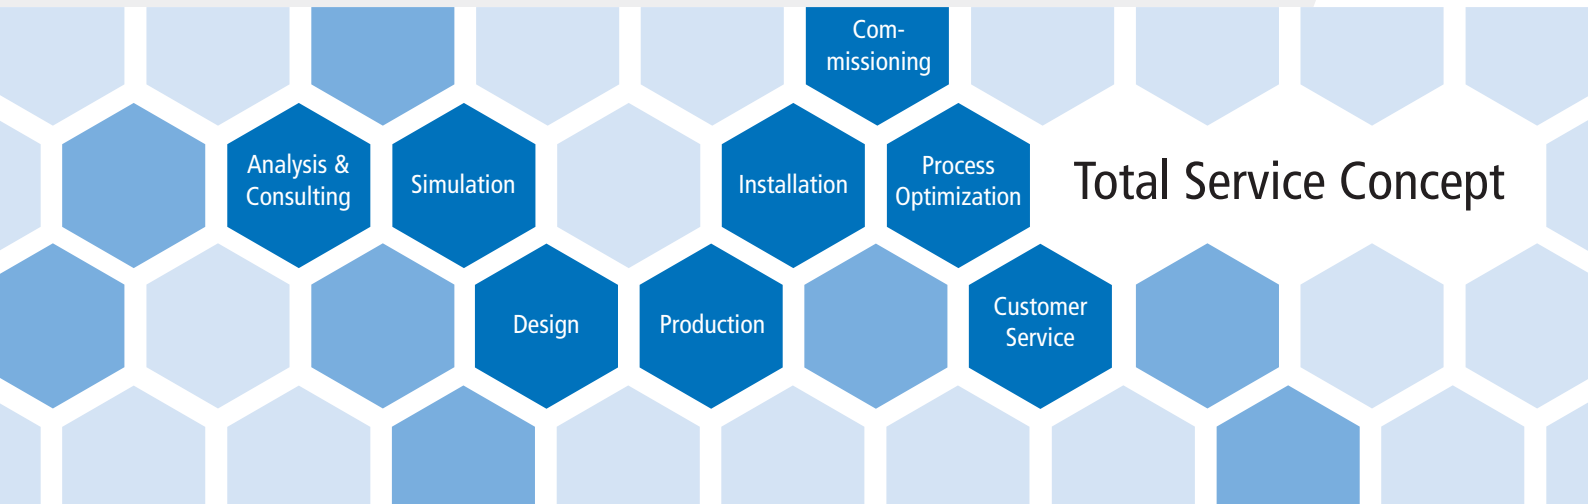 Com-
missioning
Analysis &
Consulting
Simulation
Installation
Process
Optimization
Total Service Concept
Design
Production
Customer
Service